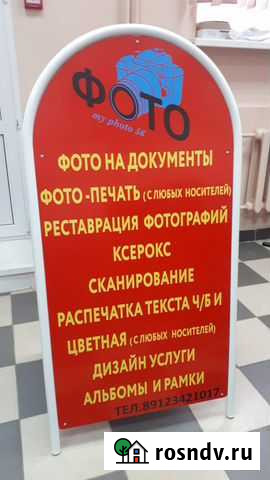 ФОТО
my photo 56
ФОТО НА ДОКУМЕНТЫ
ФОТО -ПЕЧАТЬ (С ЛЮБЫХ НОСИТЕЛЕЙ)
РЕСТАВРАЦИЯ ФОТОГРАФИЙ
КСЕРОКС
СКАНИРОВАНИЕ
РАСПЕЧАТКА ТЕКСТА Ч/Б И
ЦВЕТНАЯ (С ЛЮБЫХ НОСИТЕЛЕЙ)
ДИЗАЙН УСЛУГИ
АЛЬБОМЫ И РАМКИ
ТЕЛ.89123421017
rosndv.ru